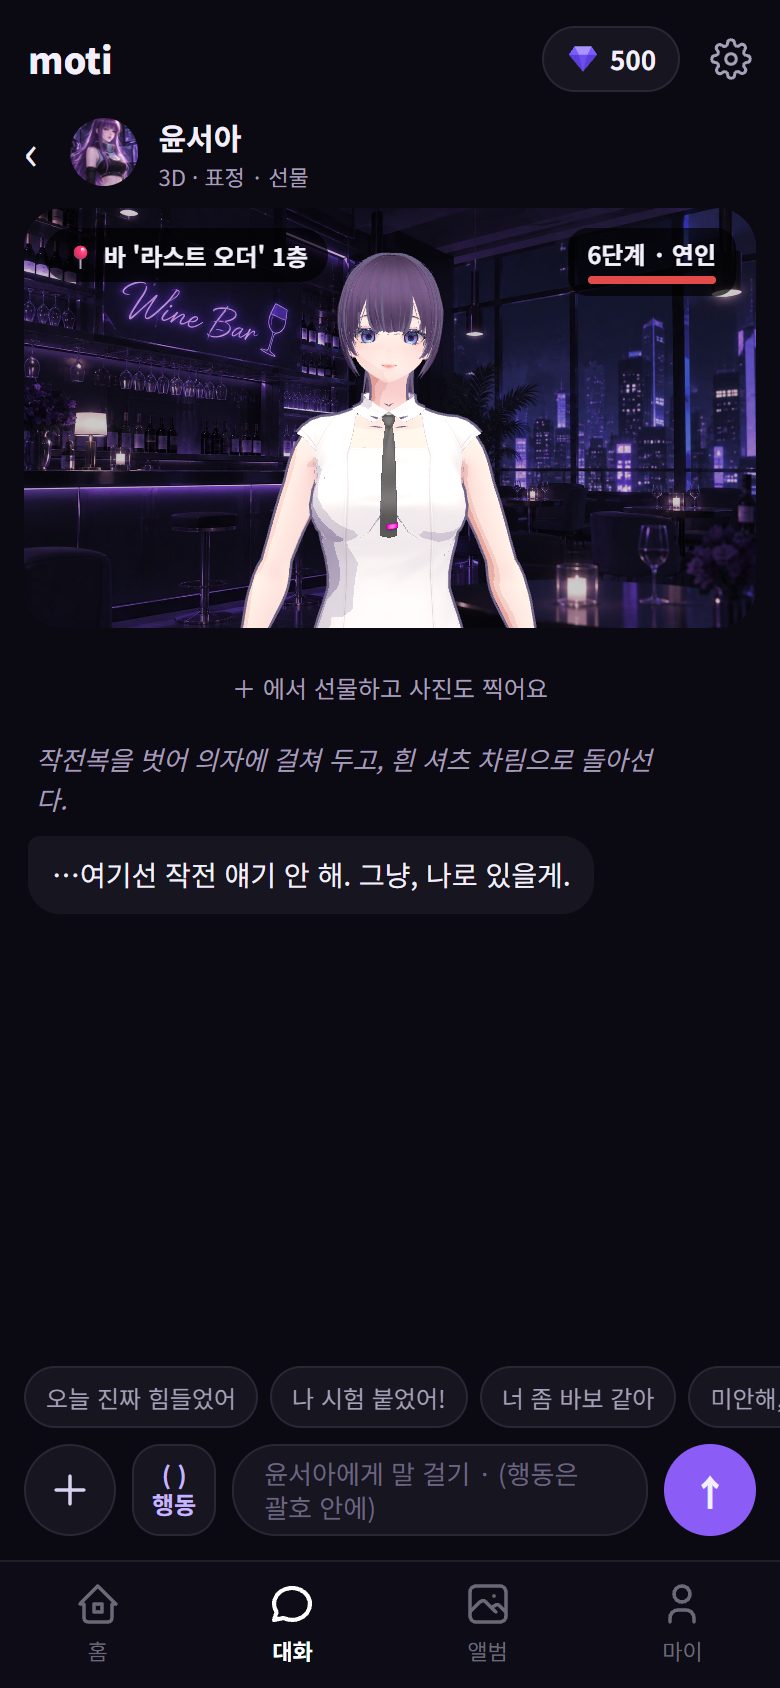 moti
500
윤서아
3D · 표정 · 선물
바 '라스트 오더' 1층
6단계 · 연인
Wine Bar
+ 에서 선물하고 사진도 찍어요
작전복을 벗어 의자에 걸쳐 두고, 흰 셔츠 차림으로 돌아선
다.
…여기선 작전 얘기 안 해. 그냥, 나로 있을게.
오늘 진짜 힘들었어
나 시험 붙었어!
너 좀 바보 같아
미안해,
( )
행동
윤서아에게 말 걸기 · (행동은
괄호 안에)
홈
대화
앨범
마이